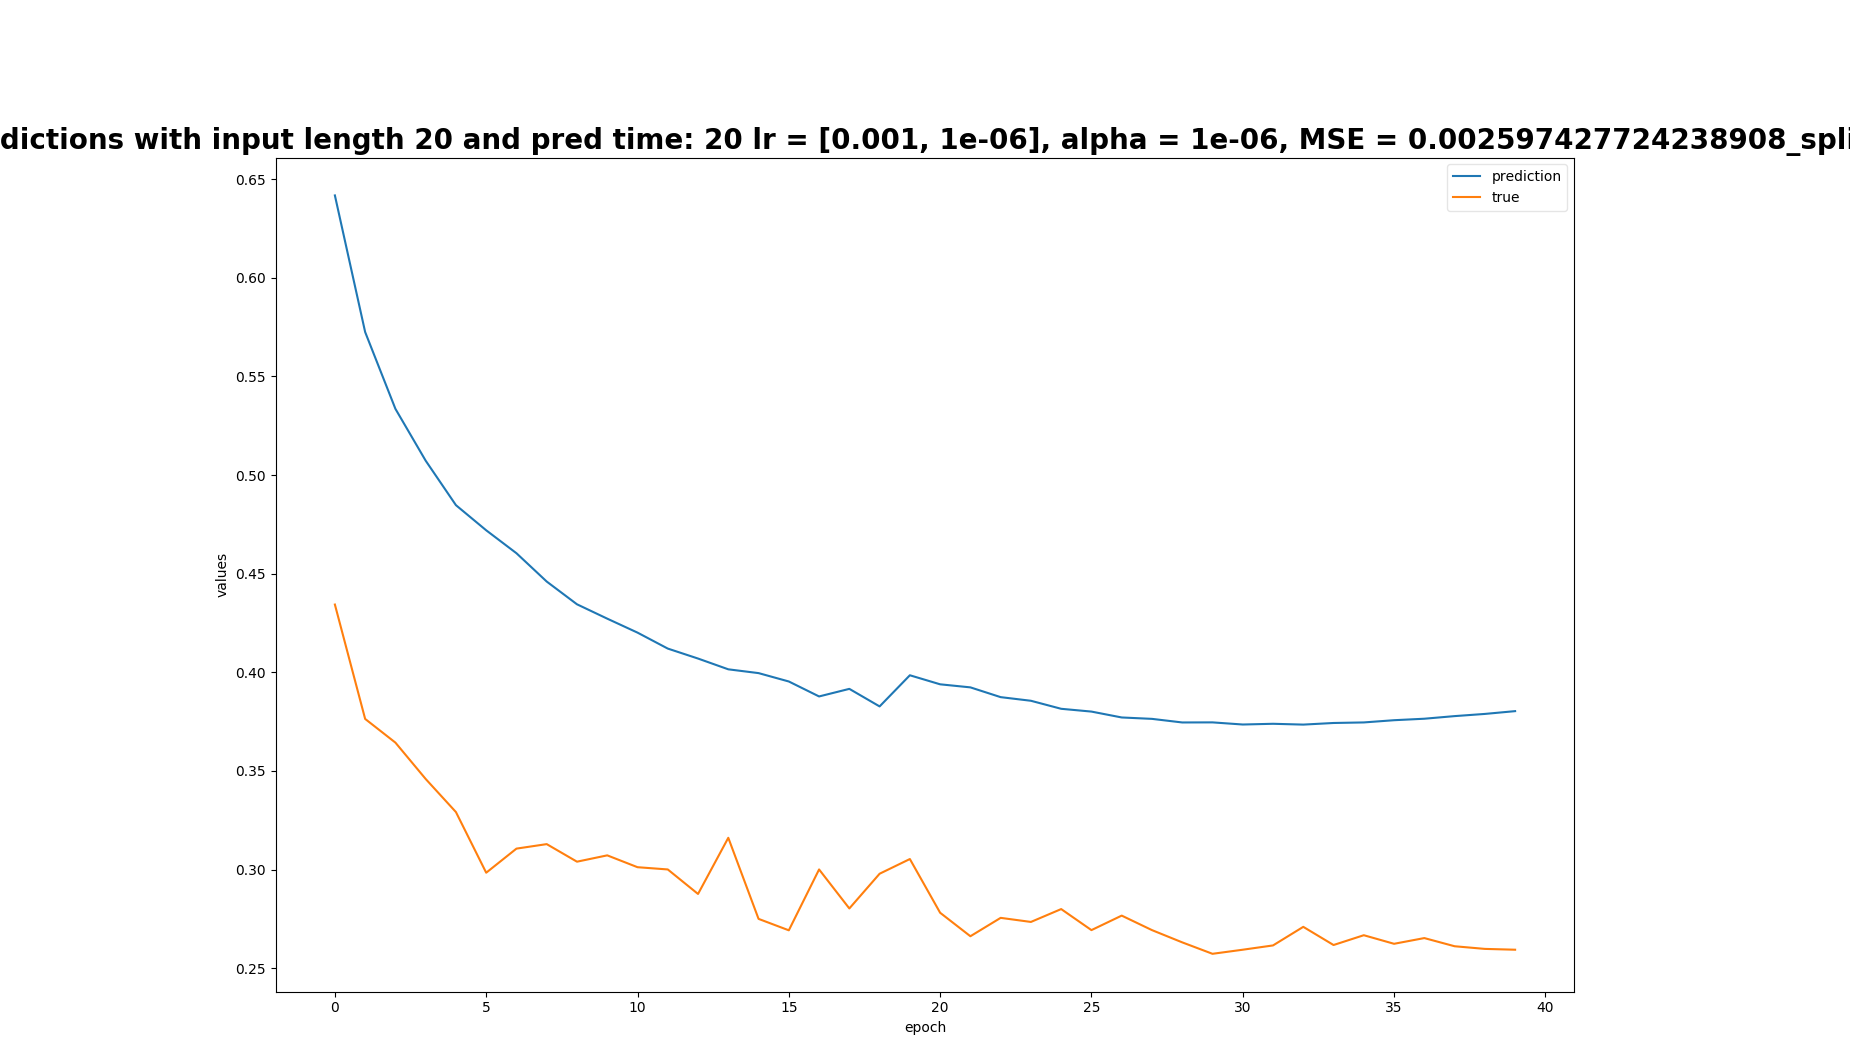 dictions with input length 20 and pred time: 20 lr = [0.001, 1e-06], alpha = 1e-06, MSE = 0.002597427724238908_spli
prediction
true
0.65
0.60
0.55
0.50
0.45
0.40
0.35
0.30
0.25
values
0 5 10 15 20 25 30 35 40
epoch